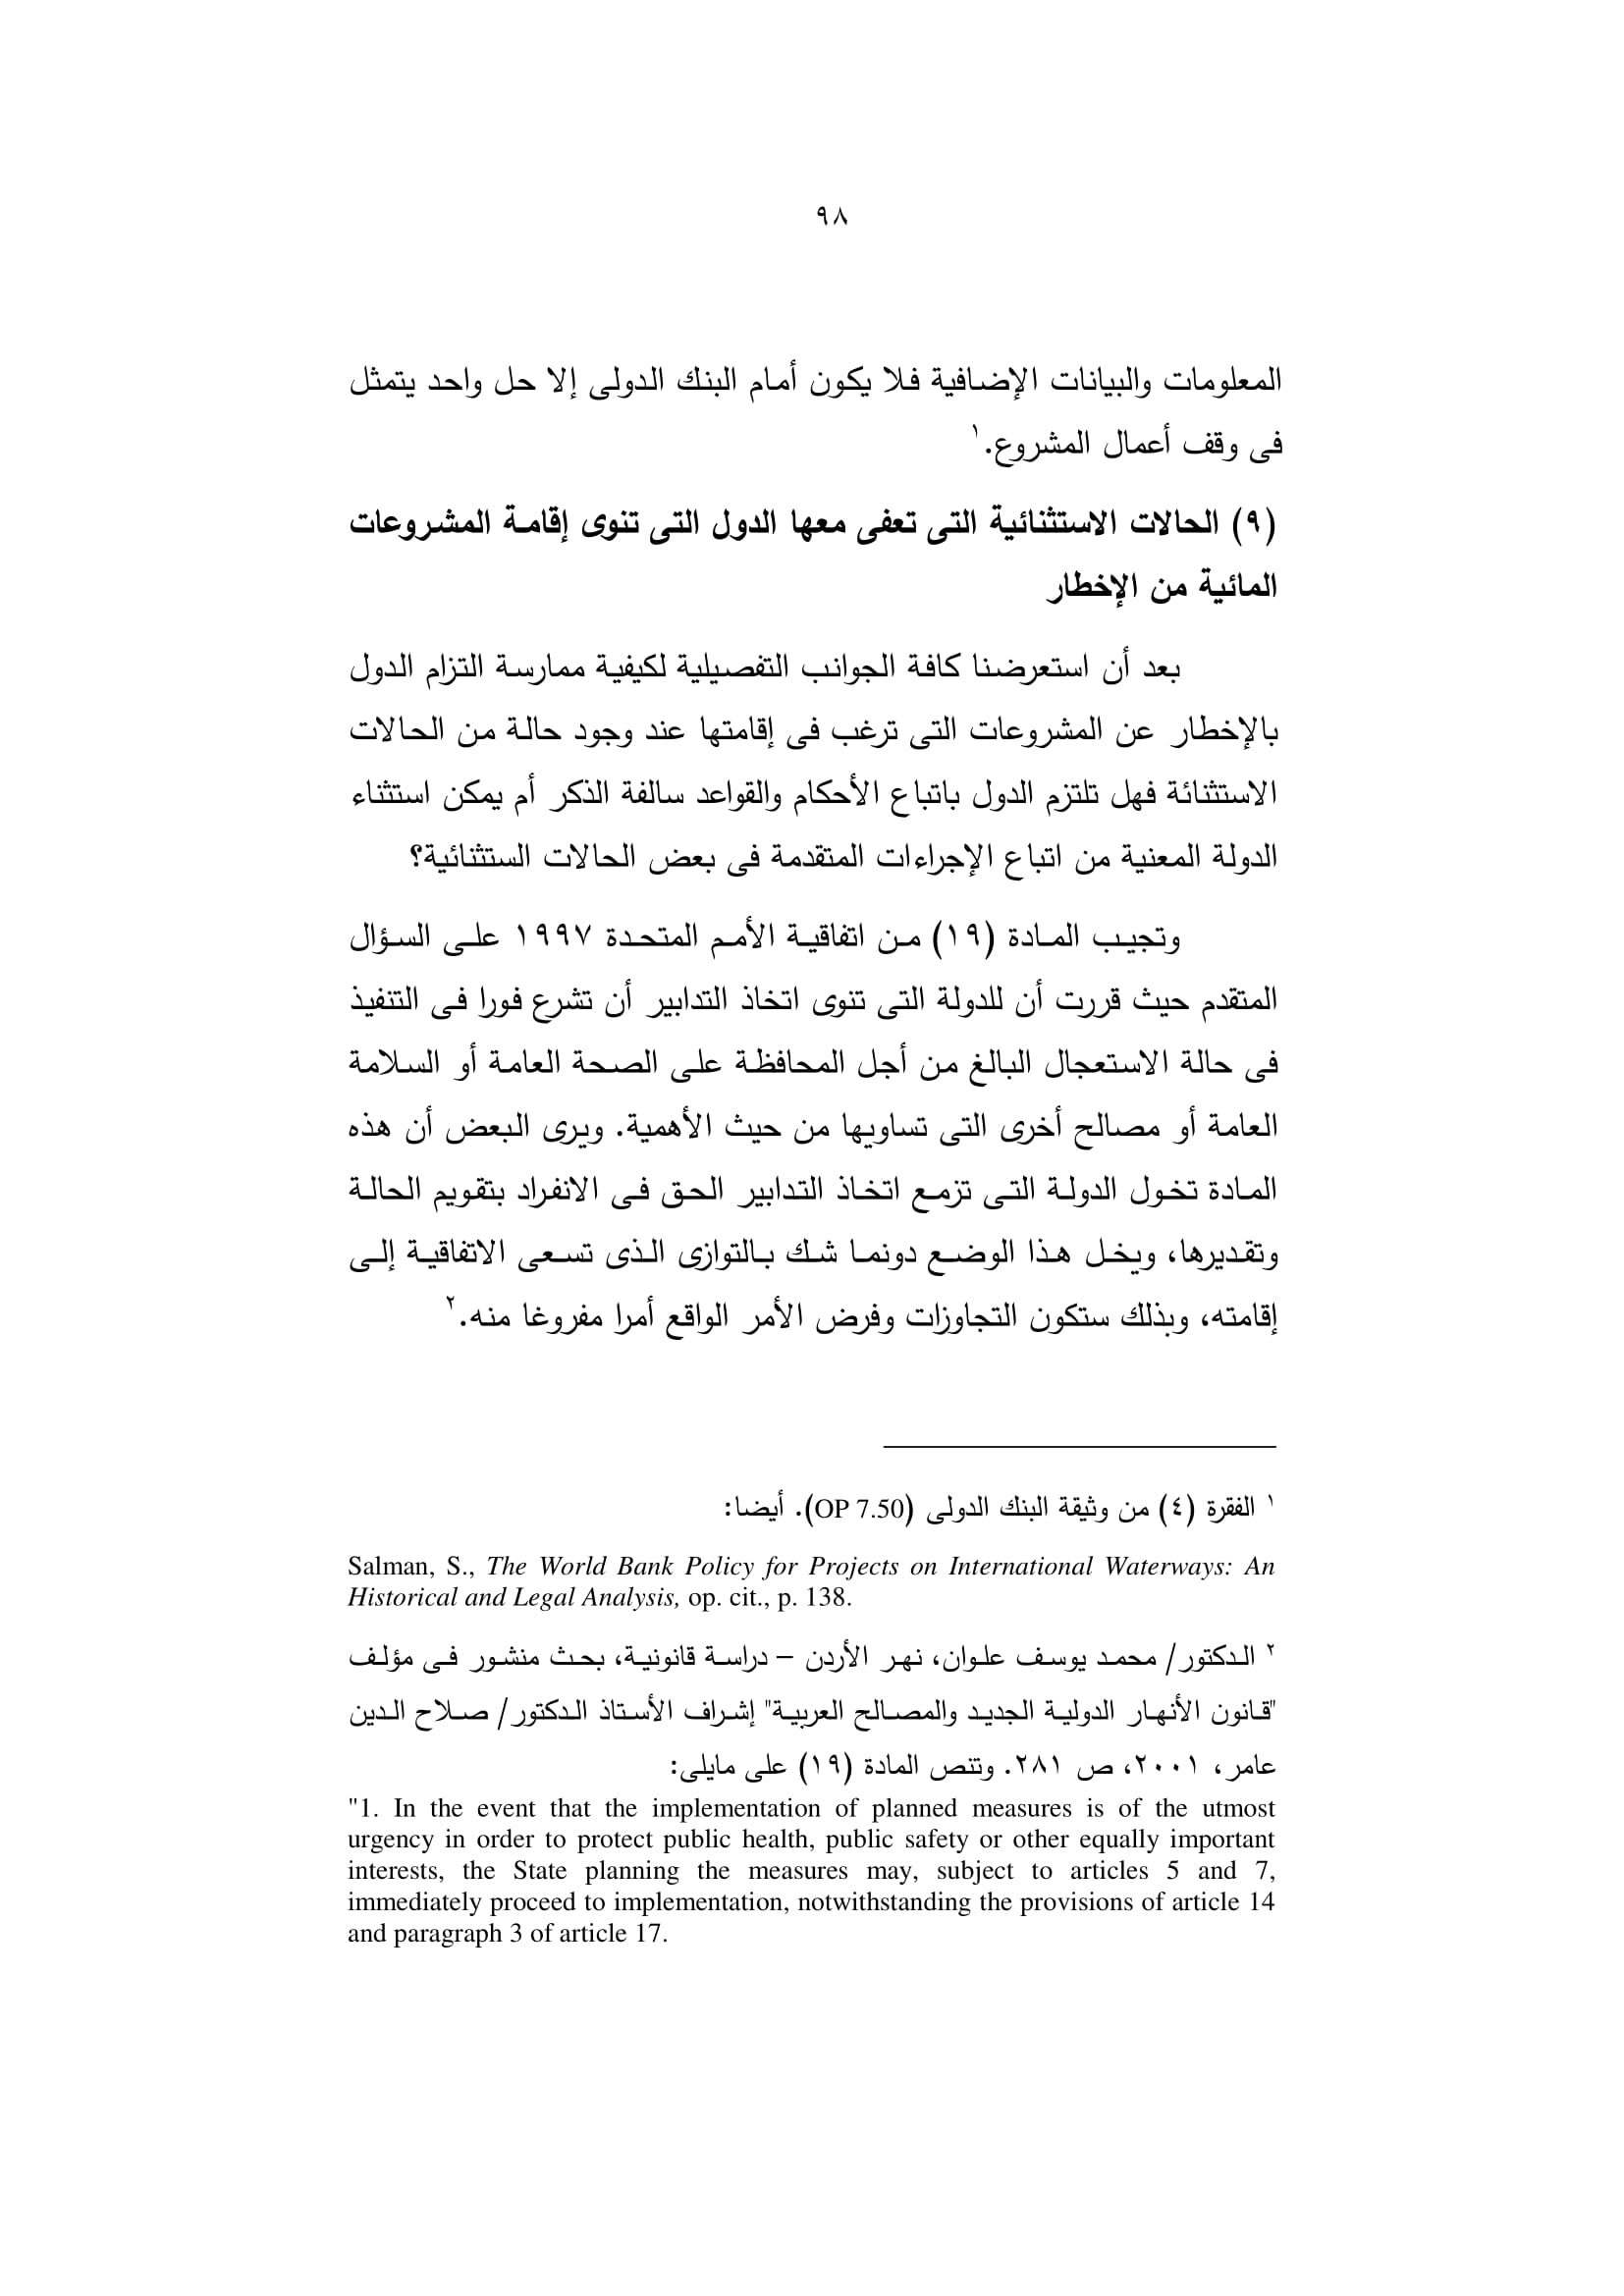 ٩٨
المعلومات والبيانات الإضافية فلا يكون أمام البنك الدولى إلا حل واحد يتمثل
فى وقف أعمال المشروع.١
(٩) الحالات الاستثنائية التى تعفى معها الدول التى تنوى إقامة المشروعات
المائية من الإخطار
بعد أن استعرضنا كافة الجوانب التفصيلية لكيفية ممارسة التزام الدول
بالإخطار عن المشروعات التى ترغب فى إقامتها عند وجود حالة من الحالات
الاستثنائة فهل تلتزم الدول باتباع الأحكام والقواعد سالفة الذكر أم يمكن استثناء
الدولة المعنية من اتباع الإجراءات المتقدمة فى بعض الحالات الستثنائية؟
وتجيب المادة (١٩) من اتفاقية الأمم المتحدة ١٩٩٧ على السؤال
المتقدم حيث قررت أن للدولة التى تنوى اتخاذ التدابير أن تشرع فورا فى التنفيذ
فى حالة الاستعجال البالغ من أجل المحافظة على الصحة العامة أو السلامة
العامة أو مصالح أخرى التى تساويها من حيث الأهمية. ويرى البعض أن هذه
المادة تخول الدولة التى تزمع اتخاذ التدابير الحق فى الانفراد بتقويم الحالة
وتقديرها، ويخل هذا الوضع دونما شك بالتوازى الذى تسعى الاتفاقية إلى
إقامته، وبذلك ستكون التجاوزات وفرض الأمر الواقع أمرا مفروغا منه.٢
١ الفقرة (٤) من وثيقة البنك الدولى (OP 7.50). أيضا:
Salman, S., The World Bank Policy for Projects on International Waterways: An
Historical and Legal Analysis, op. cit., p. 138.
٢ الدكتور/ محمد يوسف علوان، نهر الأردن – دراسة قانونية، بحث منشور فى مؤلف
"قانون الأنهار الدولية الجديد والمصالح العربية" إشراف الأستاذ الدكتور/ صلاح الدين
عامر، ٢٠٠١، ص ٢٨١. وتنص المادة (١٩) على مايلى:
"1. In the event that the implementation of planned measures is of the utmost
urgency in order to protect public health, public safety or other equally important
interests, the State planning the measures may, subject to articles 5 and 7,
immediately proceed to implementation, notwithstanding the provisions of article 14
and paragraph 3 of article 17.